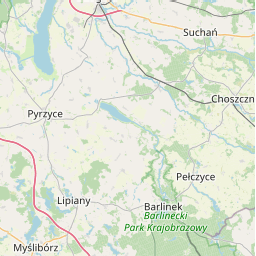 Suchań
Choszczn
Pyrzyce
Pełczyce
Lipiany
Barlinek
Barlinecki
Park Krajobrazowy
Myślibórz